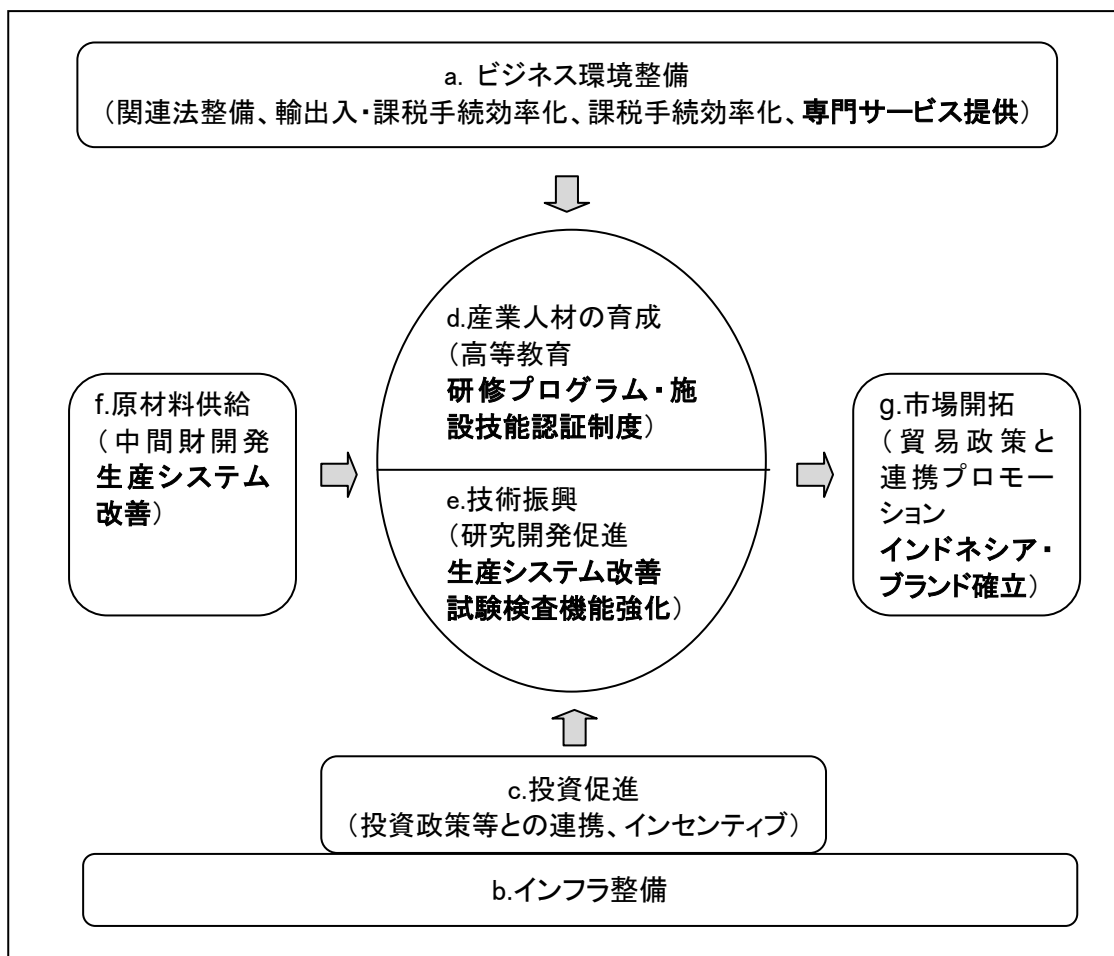 a. ビジネス環境整備
(関連法整備、輸出入・課税手続効率化、課税手続効率化、専門サービス提供)
d.産業人材の育成
(高等教育
研修プログラム・施
設技能認証制度)
f.原材料供給
(中間財開発
生産システム
改善)
e.技術振興
(研究開発促進
生産システム改善
試験検査機能強化)
g.市場開拓
(貿易政策と
連携プロモー
ション
インドネシア・
ブランド確立)
c.投資促進
(投資政策等との連携、インセンティブ)
b.インフラ整備